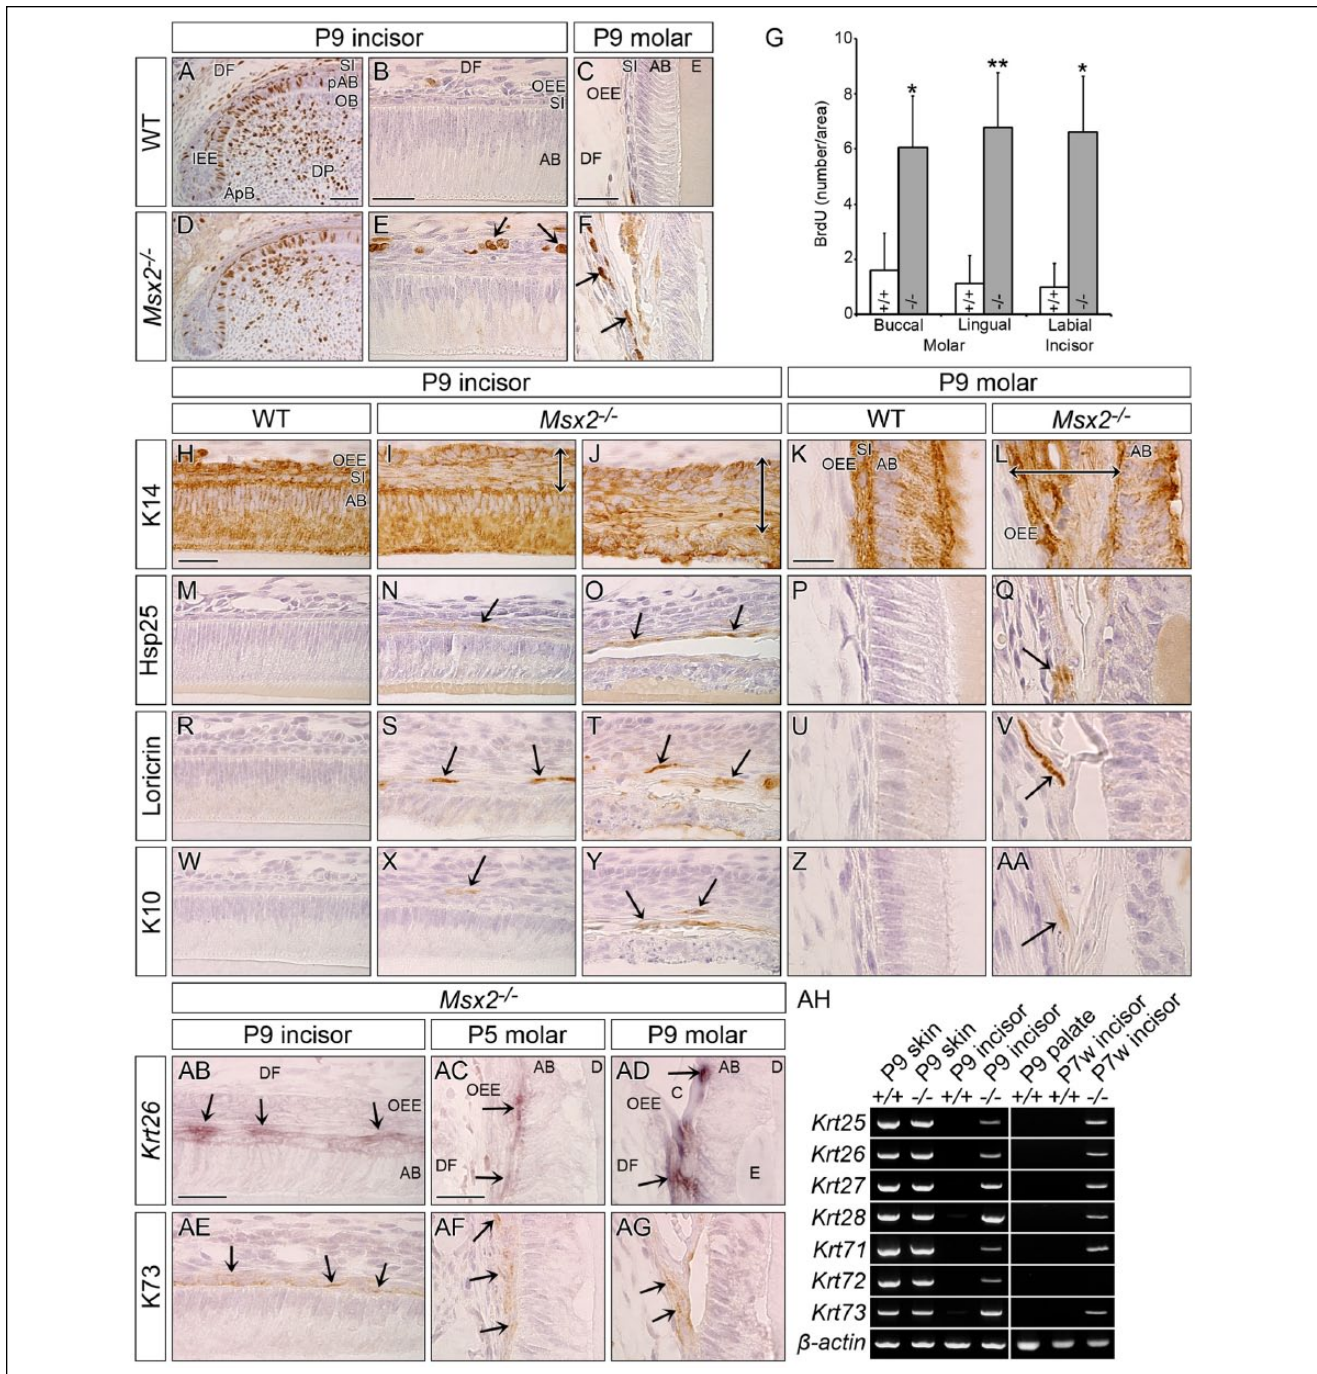 P9 incisor P9 molar
WT
A DF SI pAB OB IEE DP ApB
B DF OEE SI AB
C SI AB E OEE DF
Msx2-/-
D
E
F
G
BrdU (number/area)
10
8
6
4
2
0
* ** *
+/+ -/- +/+ -/- +/+ -/-
Buccal Lingual Labial
Molar Incisor
P9 incisor P9 molar
WT Msx2-/- WT Msx2-/-
K14
H OEE SI AB
I
J
K SI OEE AB
L AB OEE
Hsp25
M N O P Q
Loricrin
R S T U V
K10
W X Y Z AA
Msx2-/-
P9 incisor P5 molar P9 molar
Krt26
AB DF OEE AB
AC AB D OEE DF
AD AB D C OEE DF E
K73
AE AF AG
AH
P9 skin P9 skin P9 incisor P9 incisor P9 palate P7w incisor P7w incisor
+/+ -/- +/+ -/- +/+ +/+ -/-
Krt25
Krt26
Krt27
Krt28
Krt71
Krt72
Krt73
β-actin